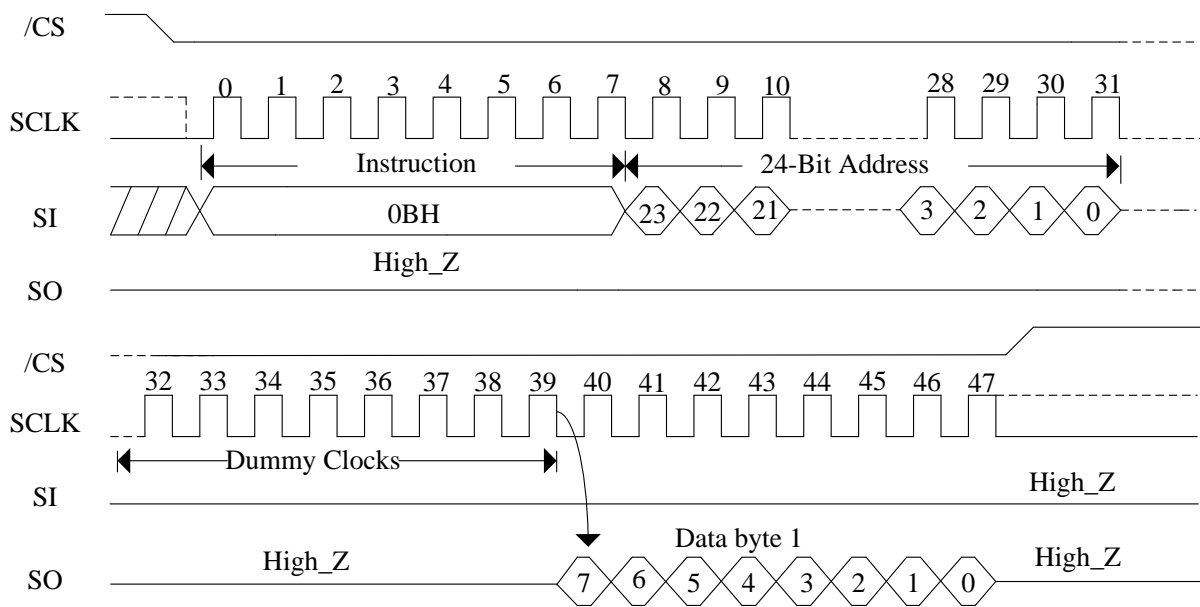 /CS
0 1 2 3 4 5 6 7 8 9 10 28 29 30 31
SCLK
Instruction 24-Bit Address
SI 0BH 23 22 21 3 2 1 0
High_Z
SO
/CS
32 33 34 35 36 37 38 39 40 41 42 43 44 45 46 47
SCLK
Dummy Clocks
SI High_Z
High_Z Data byte 1 High_Z
SO 7 6 5 4 3 2 1 0